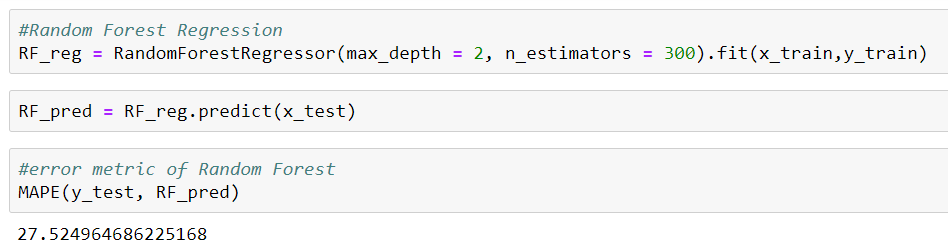 #Random Forest Regression
RF_reg = RandomForestRegressor(max_depth = 2, n_estimators = 300).fit(x_train,y_train)
RF_pred = RF_reg.predict(x_test)
#error metric of Random Forest
MAPE(y_test, RF_pred)
27.524964686225168